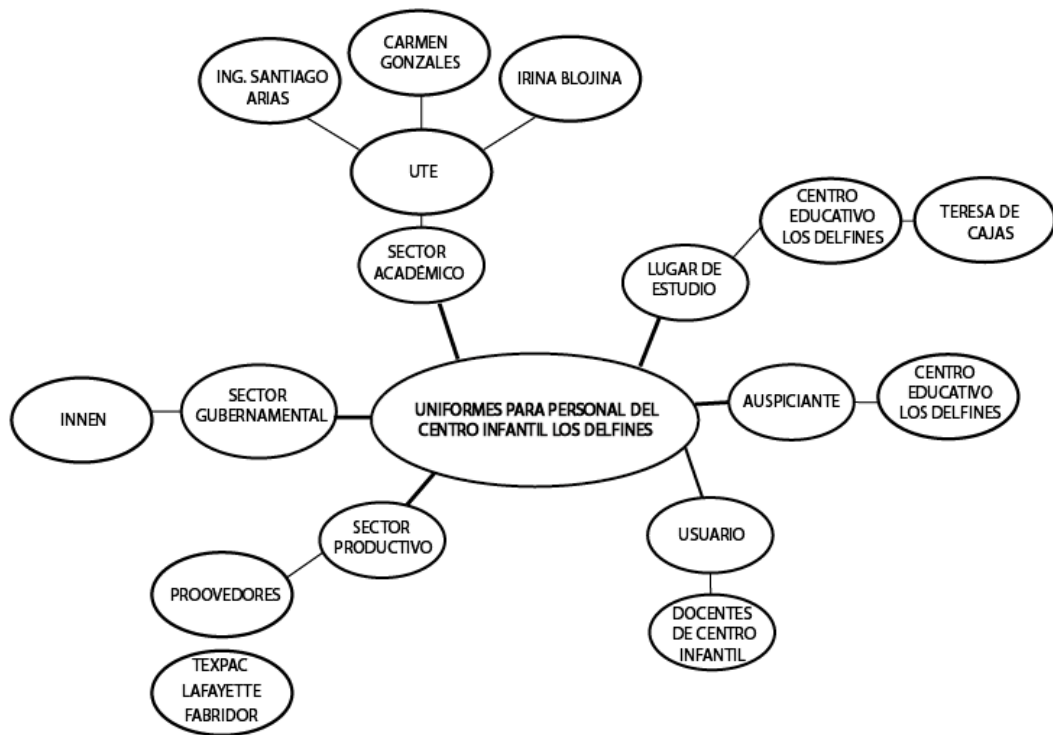 CARMEN
GONZALES
ING. SANTIAGO
ARIAS
IRINA BLOJINA
UTE
SECTOR
ACADÉMICO
CENTRO
EDUCATIVO
LOS DELFINES
TERESA DE
CAJAS
LUGAR DE
ESTUDIO
INNEN
SECTOR
GUBERNAMENTAL
UNIFORMES PARA PERSONAL DEL
CENTRO INFANTIL LOS DELFINES
AUSPICIANTE
CENTRO
EDUCATIVO
LOS DELFINES
SECTOR
PRODUCTIVO
USUARIO
PROOVEDORES
DOCENTES
DE CENTRO
INFANTIL
TEXPAC
LAFAYETTE
FABRIDOR